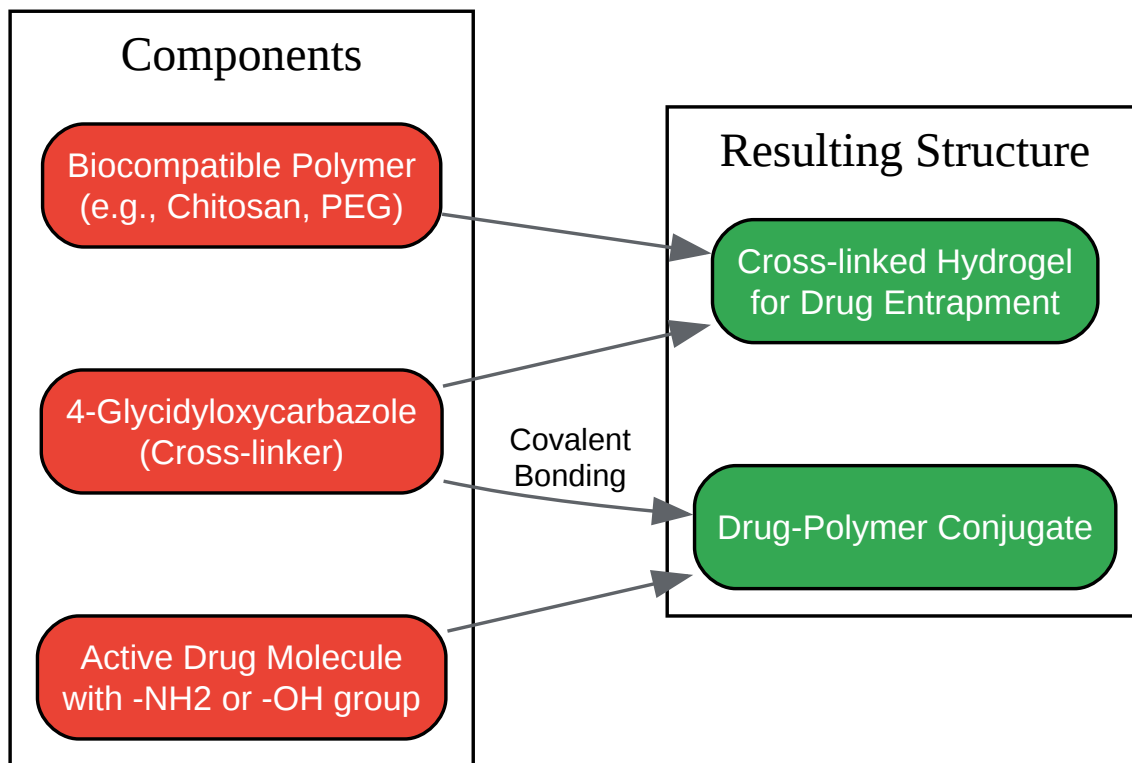 Components
Biocompatible Polymer
(e.g., Chitosan, PEG)
4-Glycidyloxycarbazole
(Cross-linker)
Active Drug Molecule
with -NH2 or -OH group
Covalent
Bonding
Resulting Structure
Cross-linked Hydrogel
for Drug Entrapment
Drug-Polymer Conjugate